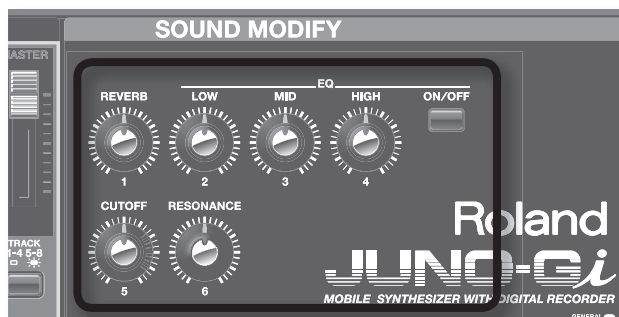 SOUND MODIFY
MASTER
EQ
REVERB LOW MID HIGH ON/OFF
1 2 3 4
CUTOFF RESONANCE
5 6
TRACK
1-4 5-8
Roland
JUNO-Gi
MOBILE SYNTHESIZER WITH DIGITAL RECORDER
GENERAL